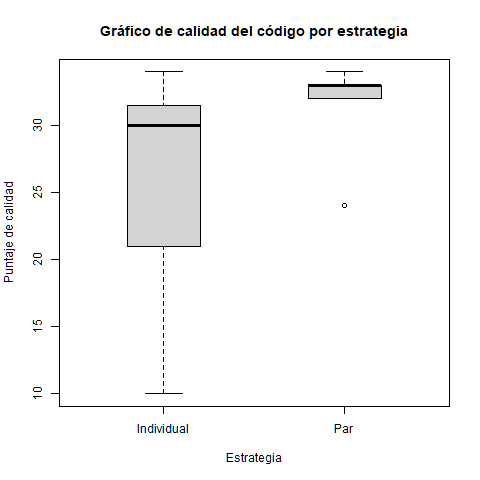 Gráfico de calidad del código por estrategia
Puntaje de calidad
30
25
20
15
10
Individual
Par
Estrategia